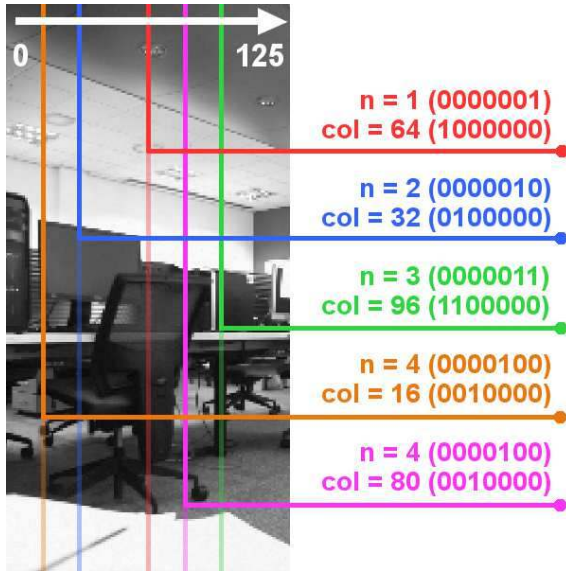 0 125
n = 1 (0000001)
col = 64 (1000000)
n = 2 (0000010)
col = 32 (0100000)
n = 3 (0000011)
col = 96 (1100000)
n = 4 (0000100)
col = 16 (0010000)
n = 4 (0000100)
col = 80 (0010000)